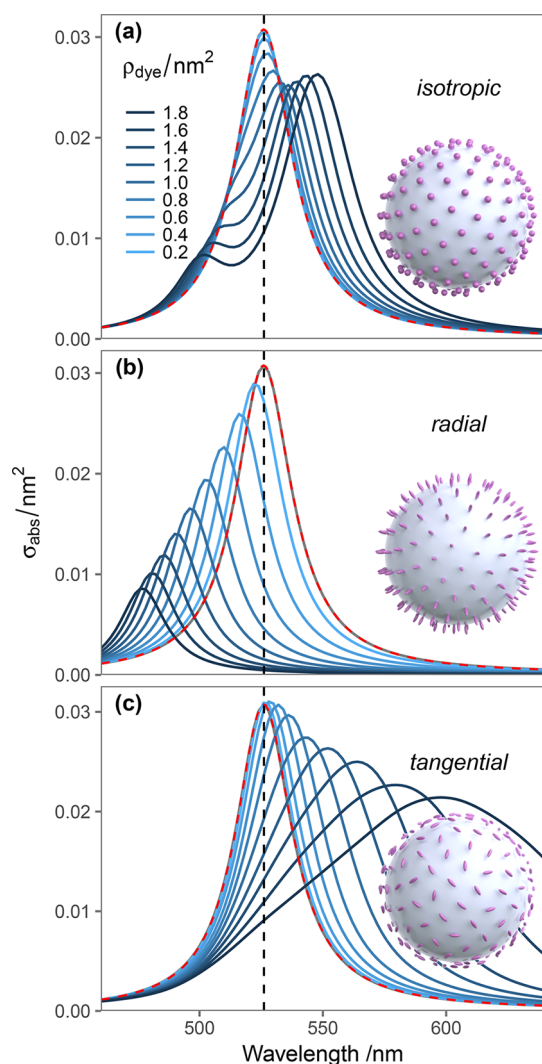 (a)
ρdye/nm²
isotropic
1.8
1.6
1.4
1.2
1.0
0.8
0.6
0.4
0.2
0.03
0.02
0.01
0.00
(b)
radial
0.03
0.02
0.01
0.00
σabs/nm²
(c)
tangential
0.03
0.02
0.01
0.00
500 550 600
Wavelength /nm